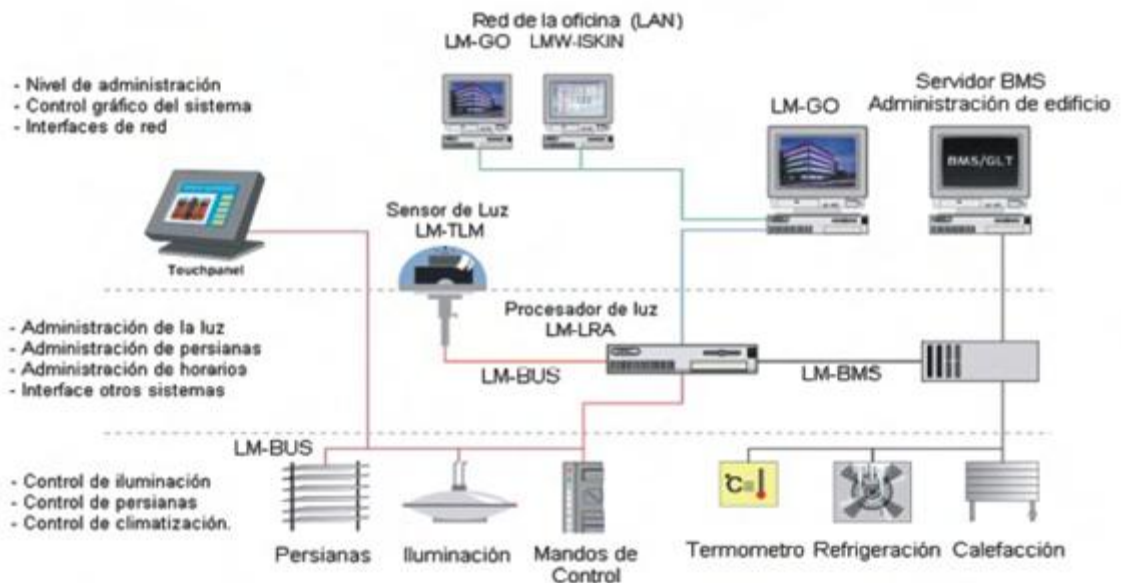 Red de la oficina (LAN)
LM-GO LMW-ISKIN
- Nivel de administración
- Control gráfico del sistema
- Interfaces de red
LM-GO
Servidor BMS
Administración de edificio
BMS/GLT
Sensor de Luz
LM-TLM
Touchpanel
- Administración de la luz
- Administración de persianas
- Administración de horarios
- Interface otros sistemas
Procesador de luz
LM-LRA
LM-BUS
LM-BMS
LM-BUS
- Control de iluminación
- Control de persianas
- Control de climatización.
°C
Persianas
Iluminación
Mandos de
Control
Termometro
Refrigeración
Calefacción